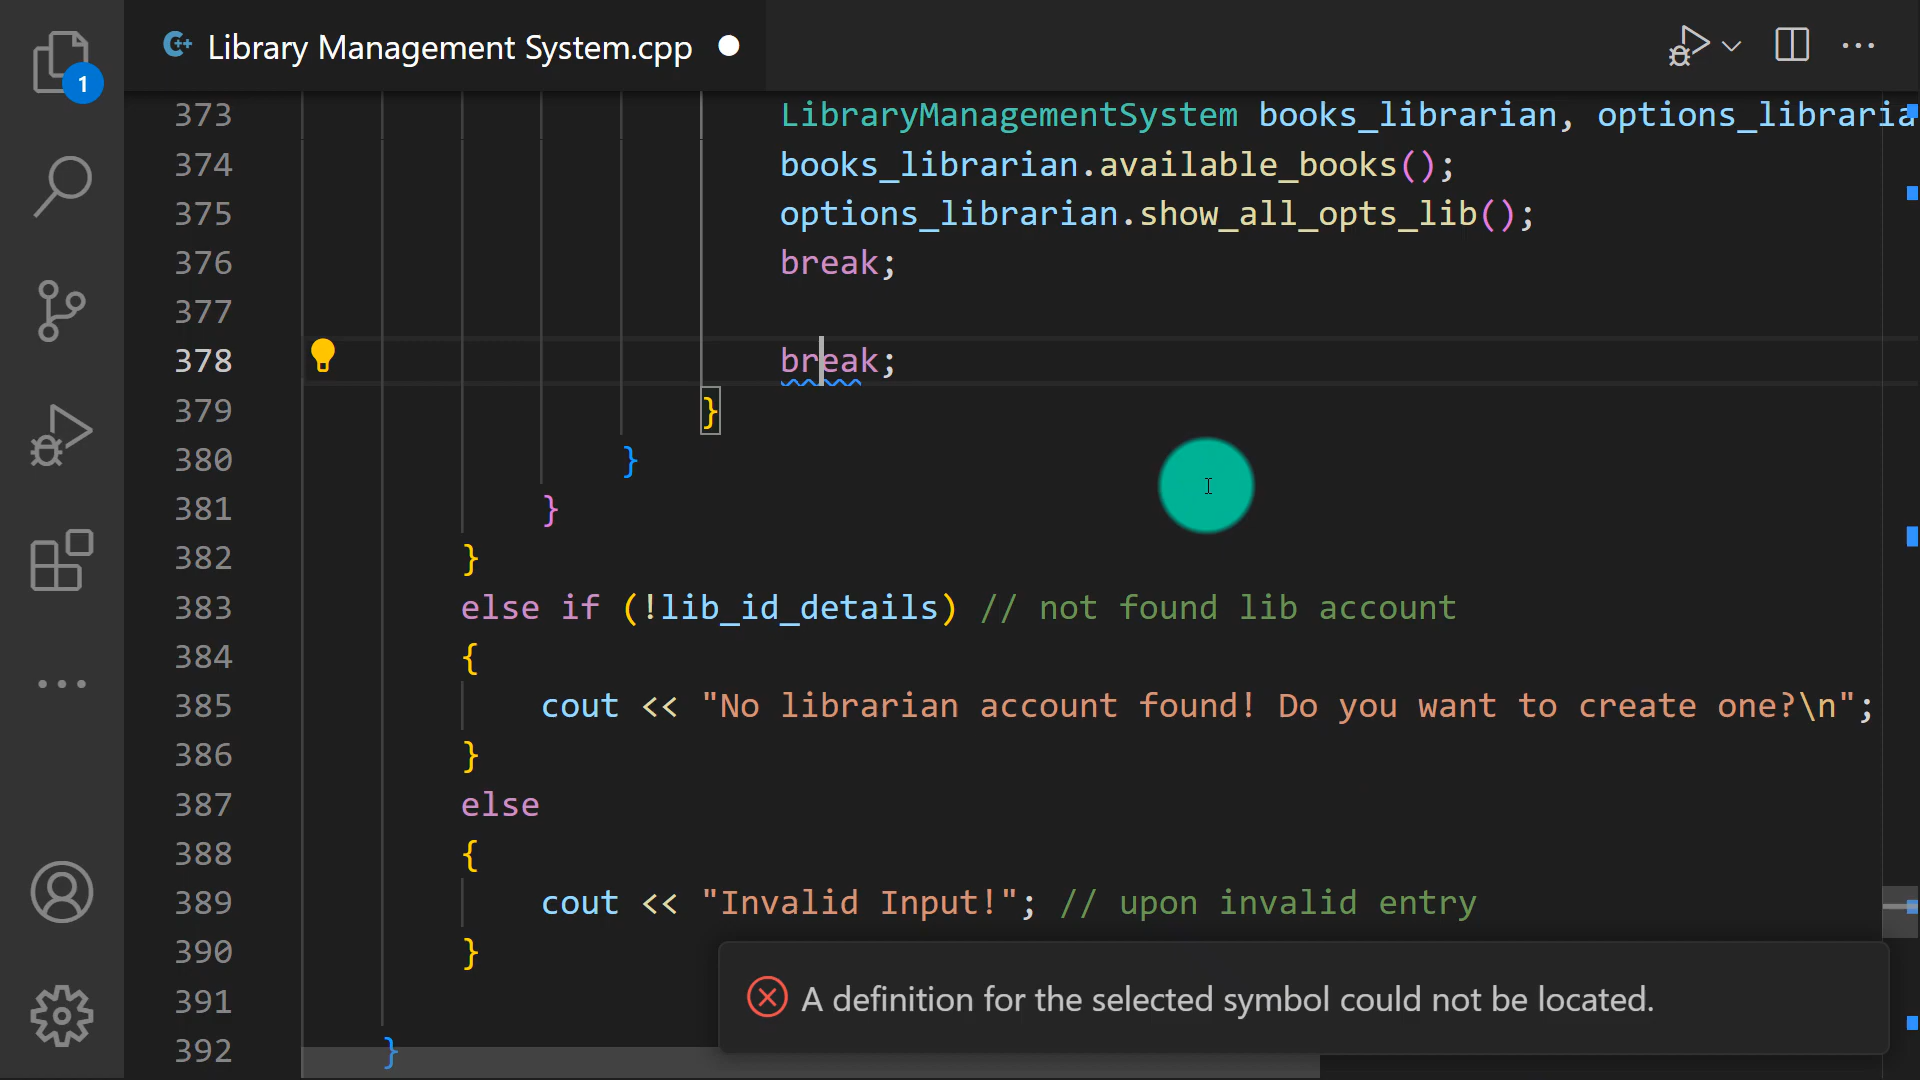 C++ Library Management System.cpp
1
373 LibraryManagementSystem books_librarian, options_libraria
374 books_librarian.available_books();
375 options_librarian.show_all_opts_lib();
376 break;
377
378 break;
379 }
380 }
381 }
382 }
383 else if (!lib_id_details) // not found lib account
384 {
385 cout << "No librarian account found! Do you want to create one?\n";
386 }
387 else
388 {
389 cout << "Invalid Input!"; // upon invalid entry
390 }
391
392 }
A definition for the selected symbol could not be located.